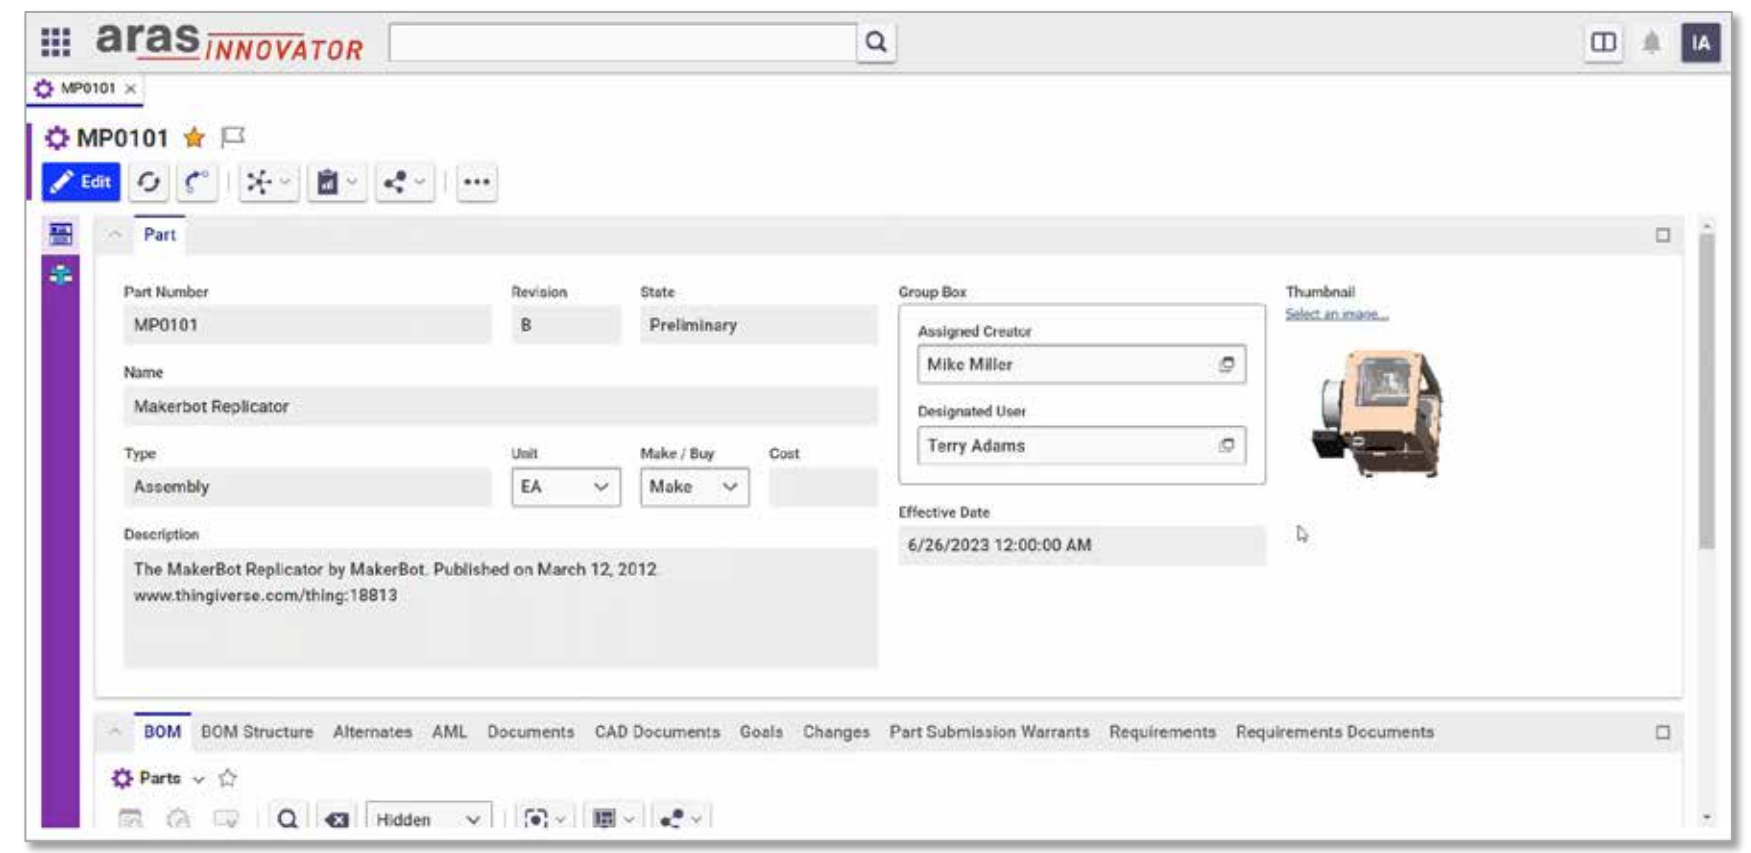 aras INNOVATOR
IA
MP0101
MP0101
Edit
Part
Part Number
Revision
State
Group Box
Thumbnail
MP0101
B
Preliminary
Select an image...
Assigned Creator
Mike Miller
Name
Makerbot Replicator
Designated User
Terry Adams
Type
Unit
Make / Buy
Cost
Assembly
EA
Make
Effective Date
6/26/2023 12:00:00 AM
Description
The MakerBot Replicator by MakerBot. Published on March 12, 2012.
www.thingiverse.com/thing:18813
BOM BOM Structure Alternates AML Documents CAD Documents Goals Changes Part Submission Warrants Requirements Requirements Documents
Parts
Hidden